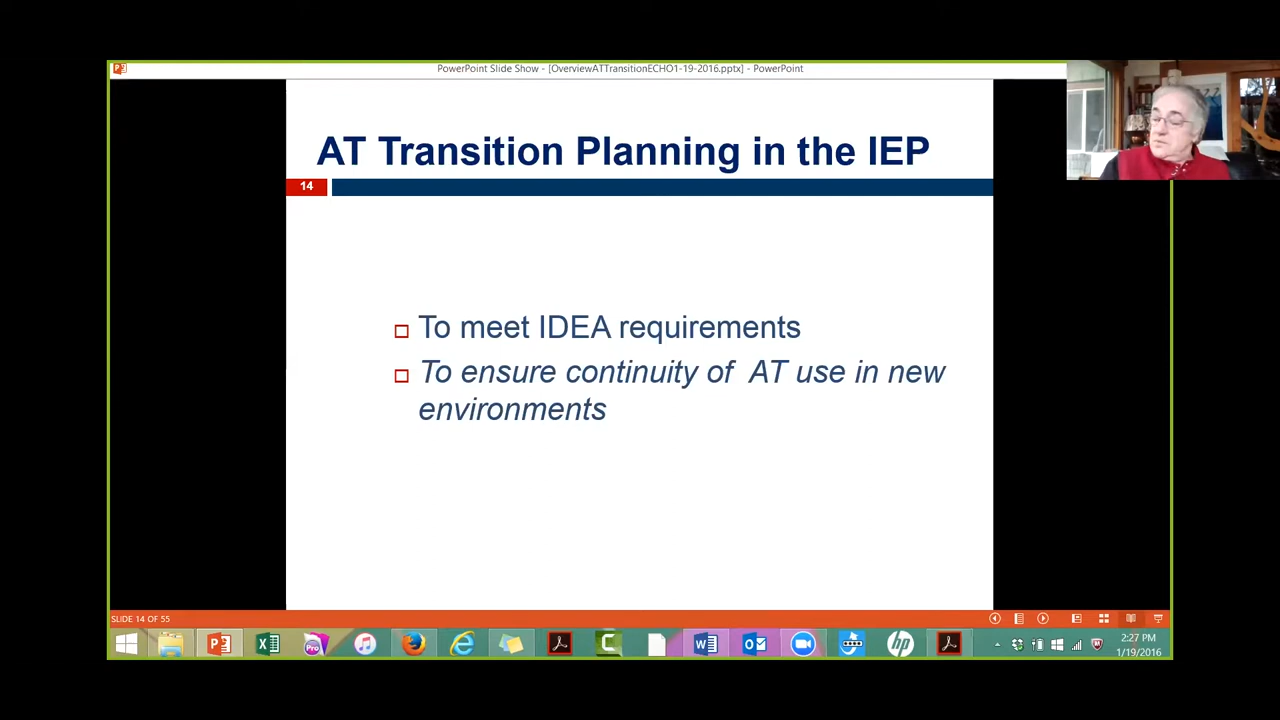 PowerPoint Slide Show - [OverviewATTransitionECHO1-19-2016.pptx] - PowerPoint
AT Transition Planning in the IEP
14
To meet IDEA requirements
To ensure continuity of AT use in new
environments
SLIDE 14 OF 55
Pro
hp
2:27 PM
1/19/2016